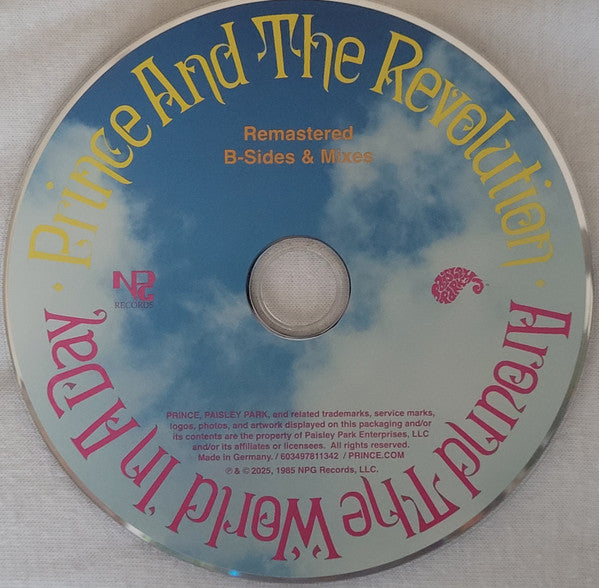 Prince And The Revolution
Remastered
B-Sides & Mixes
NPG
RECORDS
PAISLEY PARK
PRINCE, PAISLEY PARK, and related trademarks, service marks,
logos, photos, and artwork displayed on this packaging and/or
its contents are the property of Paisley Park Enterprises, LLC
and/or its affiliates or licensees. All rights reserved.
Made in Germany. / 603497811342 / PRINCE.COM
℗ & © 2025, 1985 NPG Records, LLC.
Around The World In A Day